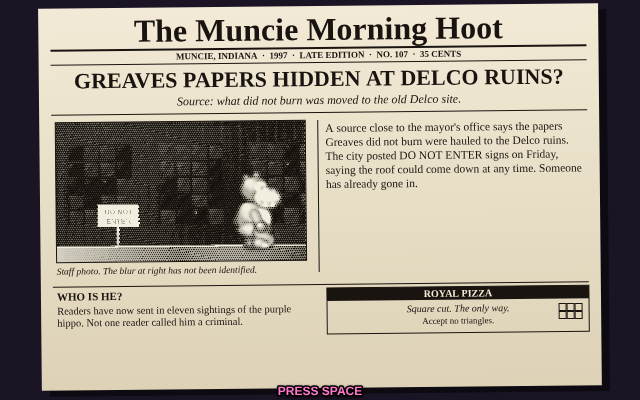 The Muncie Morning Hoot
MUNCIE, INDIANA · 1997 · LATE EDITION · NO. 107 · 35 CENTS
GREAVES PAPERS HIDDEN AT DELCO RUINS?
Source: what did not burn was moved to the old Delco site.
DO NOT
ENTER
Staff photo. The blur at right has not been identified.
A source close to the mayor's office says the papers
Greaves did not burn were hauled to the Delco ruins.
The city posted DO NOT ENTER signs on Friday,
saying the roof could come down at any time. Someone
has already gone in.
WHO IS HE?
Readers have now sent in eleven sightings of the purple
hippo. Not one reader called him a criminal.
ROYAL PIZZA
Square cut. The only way.
Accept no triangles.
PRESS SPACE